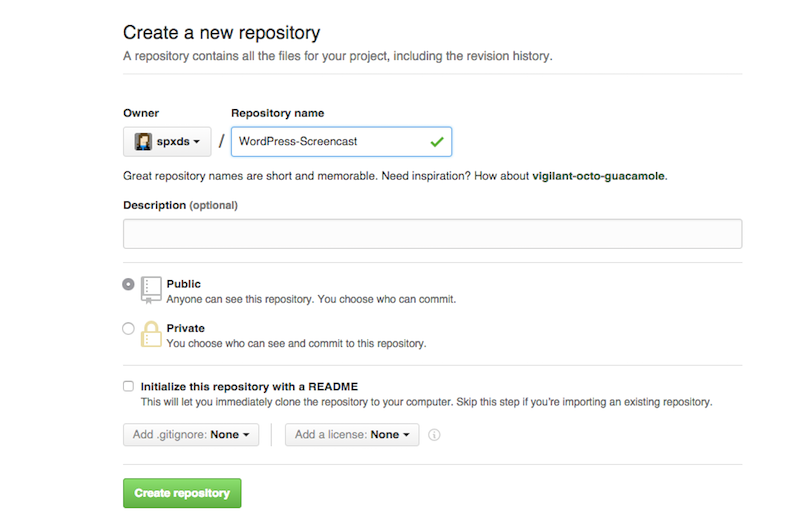 Create a new repository
A repository contains all the files for your project, including the revision history.
Owner Repository name
spxds / WordPress-Screencast
Great repository names are short and memorable. Need inspiration? How about vigilant-octo-guacamole.
Description (optional)
Public
Anyone can see this repository. You choose who can commit.
Private
You choose who can see and commit to this repository.
Initialize this repository with a README
This will let you immediately clone the repository to your computer. Skip this step if you're importing an existing repository.
Add .gitignore: None Add a license: None
Create repository